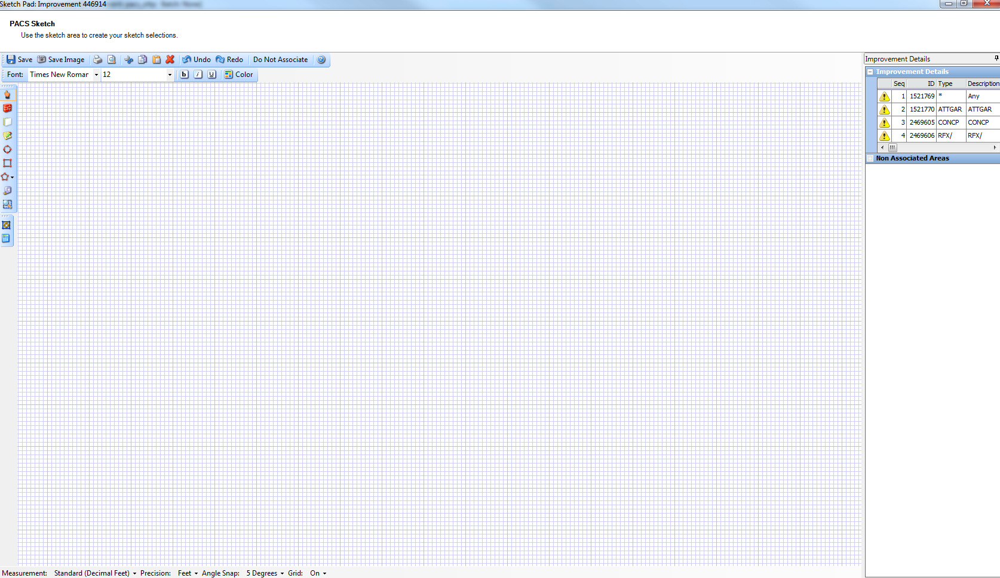 Sketch Pad: Improvement 446914
PACS Sketch
Use the sketch area to create your sketch selections.
Save Save Image Undo Redo Do Not Associate
Font: Times New Romar 12 b i u Color
Improvement Details
Improvement Details
Seq ID Type Description
1 1521769 * Any
2 1521770 ATTGAR ATTGAR
3 2469605 CONCP CONCP
4 2469606 RFX/ RFX/
Non Associated Areas
Measurement: Standard (Decimal Feet) Precision: Feet Angle Snap: 5 Degrees Grid: On